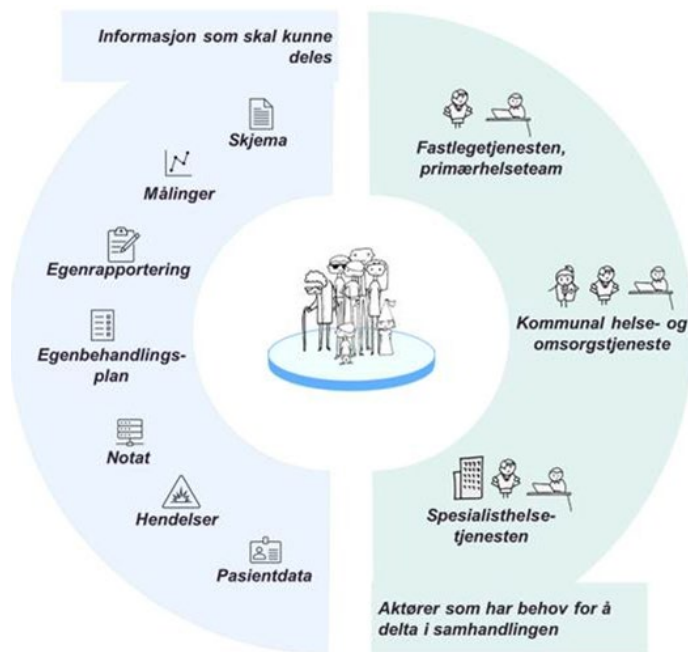 Informasjon som skal kunne
deles
Skjema
Målinger
Egenrapportering
Egenbehandlings-
plan
Notat
Hendelser
Pasientdata
Fastlegetjenesten,
primærhelseteam
Kommunal helse- og
omsorgstjeneste
Spesialisthelse-
tjenesten
Aktører som har behov for å
delta i samhandlingen